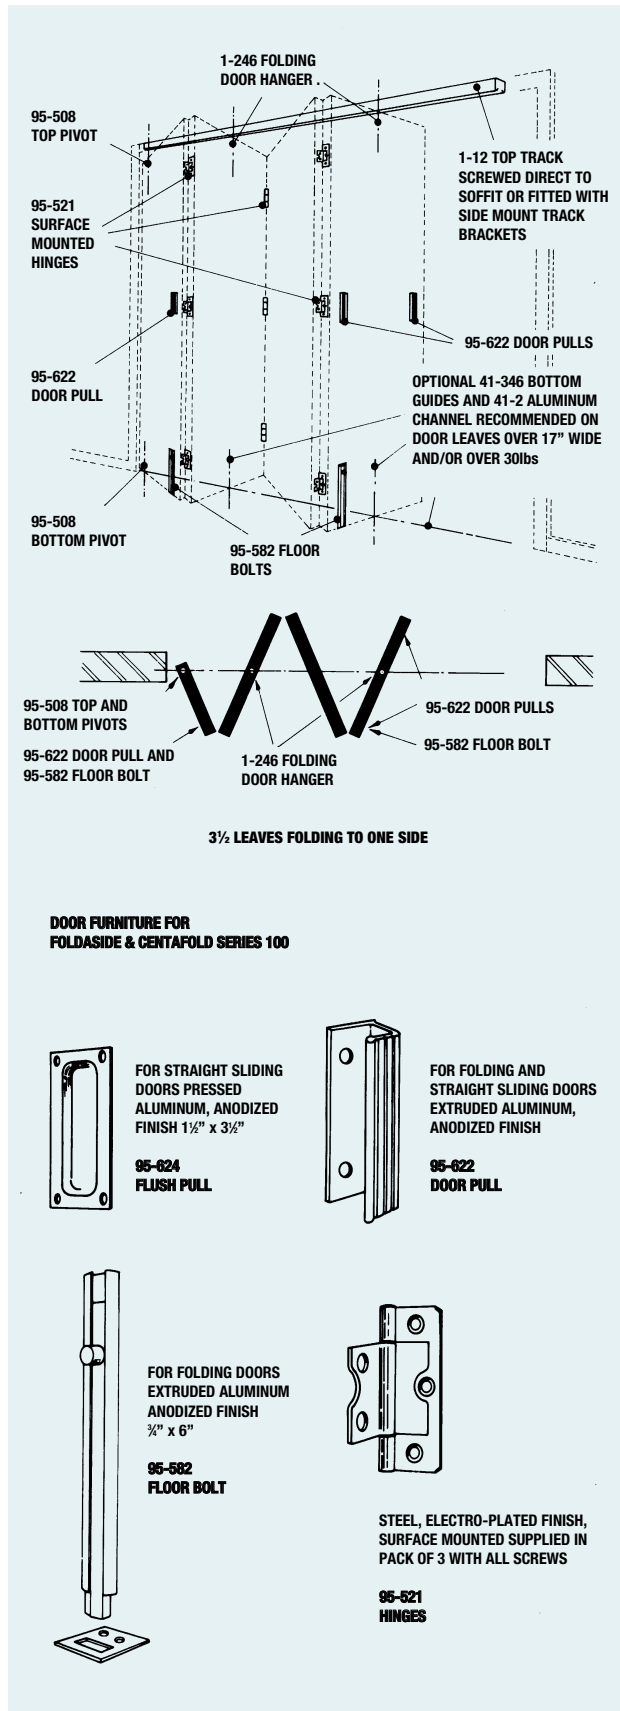 1-246 FOLDING
DOOR HANGER .
95-508
TOP PIVOT
1-12 TOP TRACK
SCREWED DIRECT TO
SOFFIT OR FITTED WITH
SIDE MOUNT TRACK
BRACKETS
95-521
SURFACE
MOUNTED
HINGES
95-622 DOOR PULLS
95-622
DOOR PULL
OPTIONAL 41-346 BOTTOM
GUIDES AND 41-2 ALUMINUM
CHANNEL RECOMMENDED ON
DOOR LEAVES OVER 17” WIDE
AND/OR OVER 30lbs
95-508
BOTTOM PIVOT
95-582 FLOOR
BOLTS
95-508 TOP AND
BOTTOM PIVOTS
95-622 DOOR PULLS
95-622 DOOR PULL AND
95-582 FLOOR BOLT
1-246 FOLDING
DOOR HANGER
95-582 FLOOR BOLT
3½ LEAVES FOLDING TO ONE SIDE
DOOR FURNITURE FOR
FOLDASIDE & CENTAFOLD SERIES 100
FOR STRAIGHT SLIDING
DOORS PRESSED
ALUMINUM, ANODIZED
FINISH 1½” x 3½”
95-624
FLUSH PULL
FOR FOLDING AND
STRAIGHT SLIDING DOORS
EXTRUDED ALUMINUM,
ANODIZED FINISH
95-622
DOOR PULL
FOR FOLDING DOORS
EXTRUDED ALUMINUM
ANODIZED FINISH
¾” x 6”
95-582
FLOOR BOLT
STEEL, ELECTRO-PLATED FINISH,
SURFACE MOUNTED SUPPLIED IN
PACK OF 3 WITH ALL SCREWS
95-521
HINGES